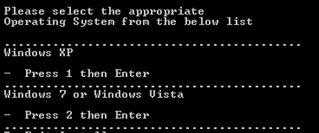 Please select the appropriate
Operating System from the below list
.......................................
Windows XP
- Press 1 then Enter
.......................................
Windows 7 or Windows Vista
- Press 2 then Enter
.......................................